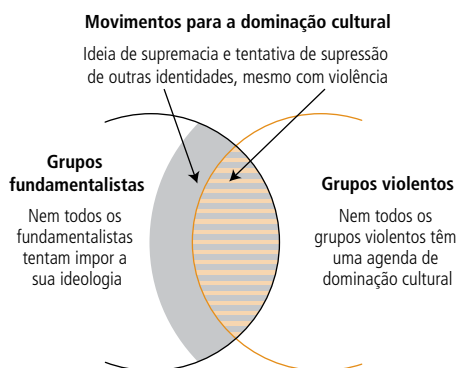 Movimentos para a dominação cultural
Ideia de supremacia e tentativa de supressão
de outras identidades, mesmo com violência
Grupos
fundamentalistas
Nem todos os
fundamentalistas
tentam impor a
sua ideologia
Grupos violentos
Nem todos os
grupos violentos têm
uma agenda de
dominação cultural